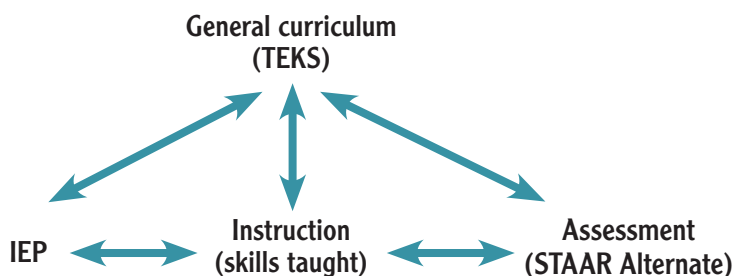 General curriculum
(TEKS)
IEP
Instruction
(skills taught)
Assessment
(STAAR Alternate)